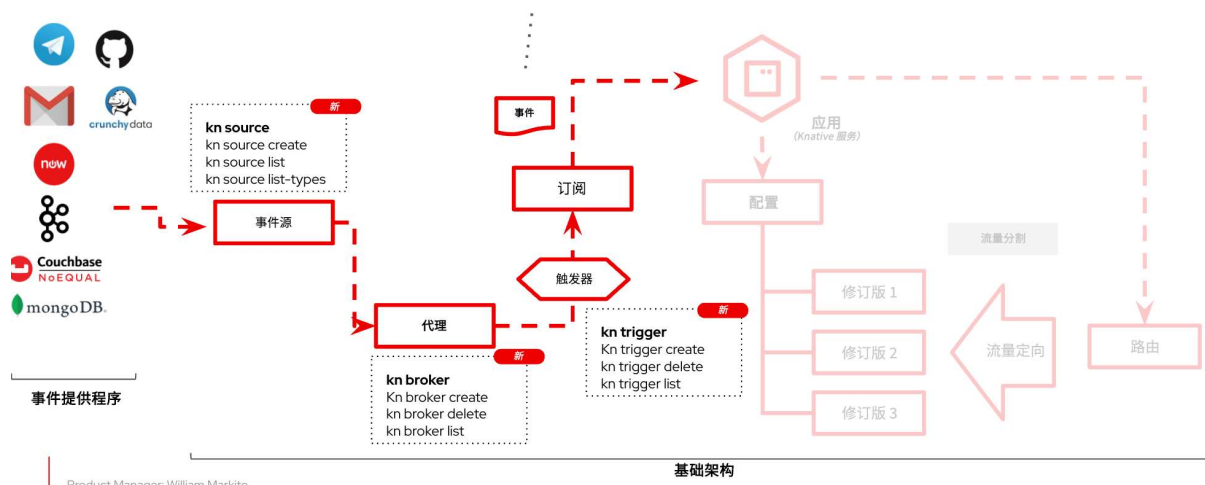 crunchydata
now
Couchbase
NoEQUAL
mongoDB.
事件提供程序
新
kn source
kn source create
kn source list
kn source list-types
事件源
代理
新
kn broker
Kn broker create
kn broker delete
kn broker list
事件
订阅
触发器
新
kn trigger
Kn trigger create
kn trigger delete
kn trigger list
应用
(Knative 服务)
配置
流量分割
修订版 1
修订版 2
修订版 3
流量定向
路由
基础架构
Product Manager: William Markito